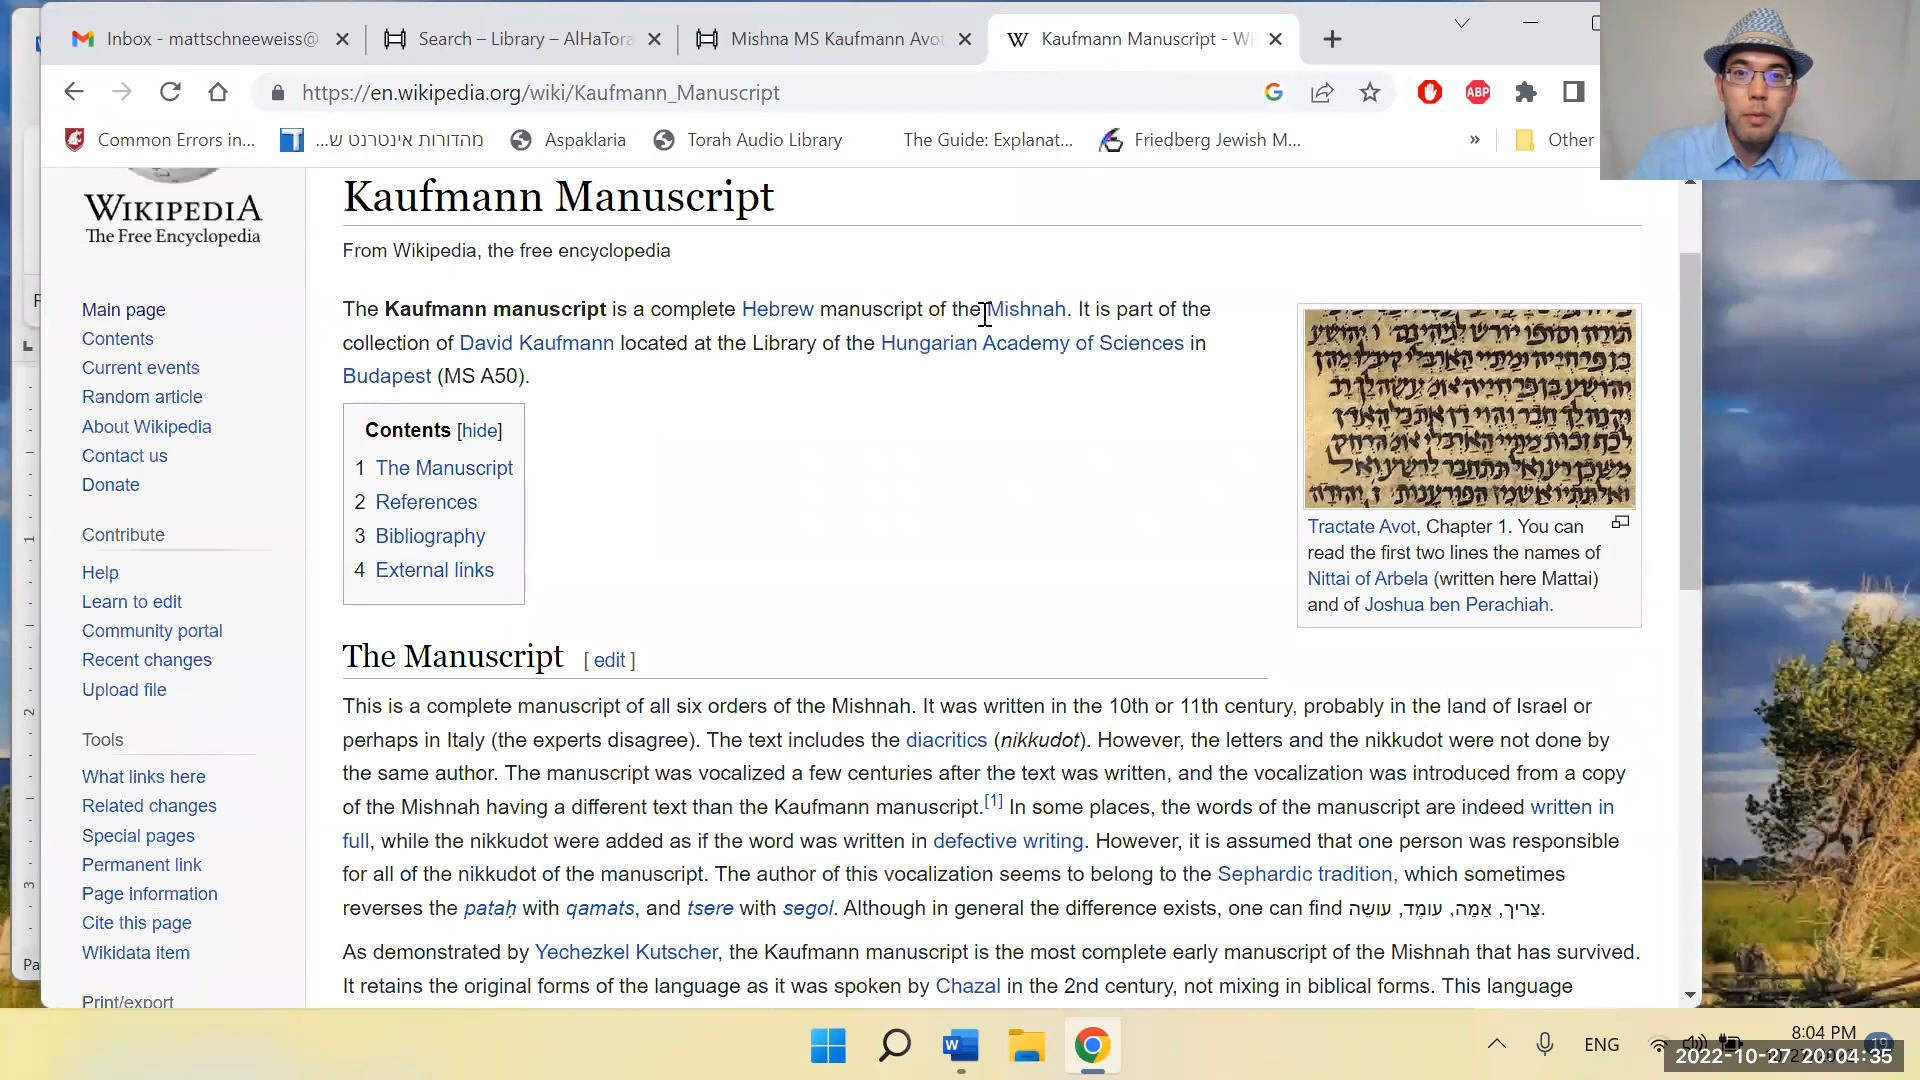 Inbox - mattschneeweiss@
Search – Library – AlHaTora
Mishna MS Kaufmann Avot
Kaufmann Manuscript - Wi
https://en.wikipedia.org/wiki/Kaufmann_Manuscript
ABP
Common Errors in...
מהדורות אינטרנט ש...
Aspaklaria
Torah Audio Library
The Guide: Explanat...
Friedberg Jewish M...
»
Other
WIKIPEDIA
The Free Encyclopedia
Main page
Contents
Current events
Random article
About Wikipedia
Contact us
Donate
Contribute
Help
Learn to edit
Community portal
Recent changes
Upload file
Tools
What links here
Related changes
Special pages
Permanent link
Page information
Cite this page
Wikidata item
Print/export
Kaufmann Manuscript
From Wikipedia, the free encyclopedia
The Kaufmann manuscript is a complete Hebrew manuscript of the Mishnah. It is part of the
collection of David Kaufmann located at the Library of the Hungarian Academy of Sciences in
Budapest (MS A50).
Contents [hide]
1 The Manuscript
2 References
3 Bibliography
4 External links
Tractate Avot, Chapter 1. You can
read the first two lines the names of
Nittai of Arbela (written here Mattai)
and of Joshua ben Perachiah.
The Manuscript [ edit ]
This is a complete manuscript of all six orders of the Mishnah. It was written in the 10th or 11th century, probably in the land of Israel or
perhaps in Italy (the experts disagree). The text includes the diacritics (nikkudot). However, the letters and the nikkudot were not done by
the same author. The manuscript was vocalized a few centuries after the text was written, and the vocalization was introduced from a copy
of the Mishnah having a different text than the Kaufmann manuscript.[1] In some places, the words of the manuscript are indeed written in
full, while the nikkudot were added as if the word was written in defective writing. However, it is assumed that one person was responsible
for all of the nikkudot of the manuscript. The author of this vocalization seems to belong to the Sephardic tradition, which sometimes
reverses the pataḥ with qamats, and tsere with segol. Although in general the difference exists, one can find צַריך, אַמַה, עומֶד, עושֵה.
As demonstrated by Yechezkel Kutscher, the Kaufmann manuscript is the most complete early manuscript of the Mishnah that has survived.
It retains the original forms of the language as it was spoken by Chazal in the 2nd century, not mixing in biblical forms. This language
Pa
1
2
3
W
ENG
8:04 PM
19
2022-10-27 20:04:35